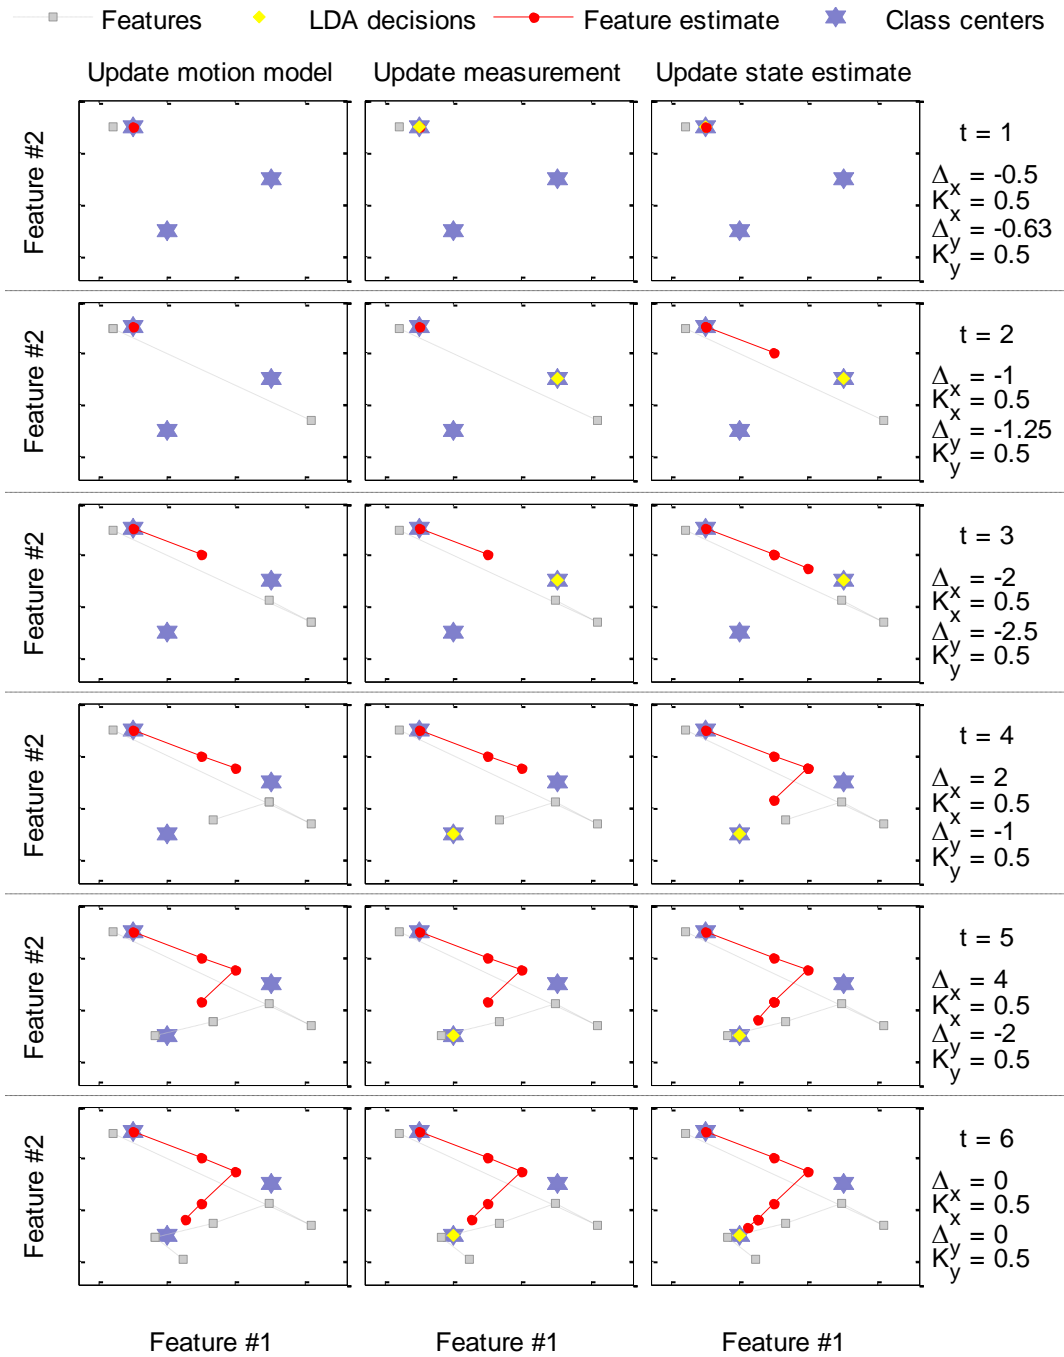 Features LDA decisions Feature estimate Class centers
Update motion model Update measurement Update state estimate
Feature #2
t = 1
Δx = -0.5
Kx = 0.5
Δy = -0.63
Ky = 0.5
Feature #2
t = 2
Δx = -1
Kx = 0.5
Δy = -1.25
Ky = 0.5
Feature #2
t = 3
Δx = -2
Kx = 0.5
Δy = -2.5
Ky = 0.5
Feature #2
t = 4
Δx = 2
Kx = 0.5
Δy = -1
Ky = 0.5
Feature #2
t = 5
Δx = 4
Kx = 0.5
Δy = -2
Ky = 0.5
Feature #2
t = 6
Δx = 0
Kx = 0.5
Δy = 0
Ky = 0.5
Feature #1 Feature #1 Feature #1